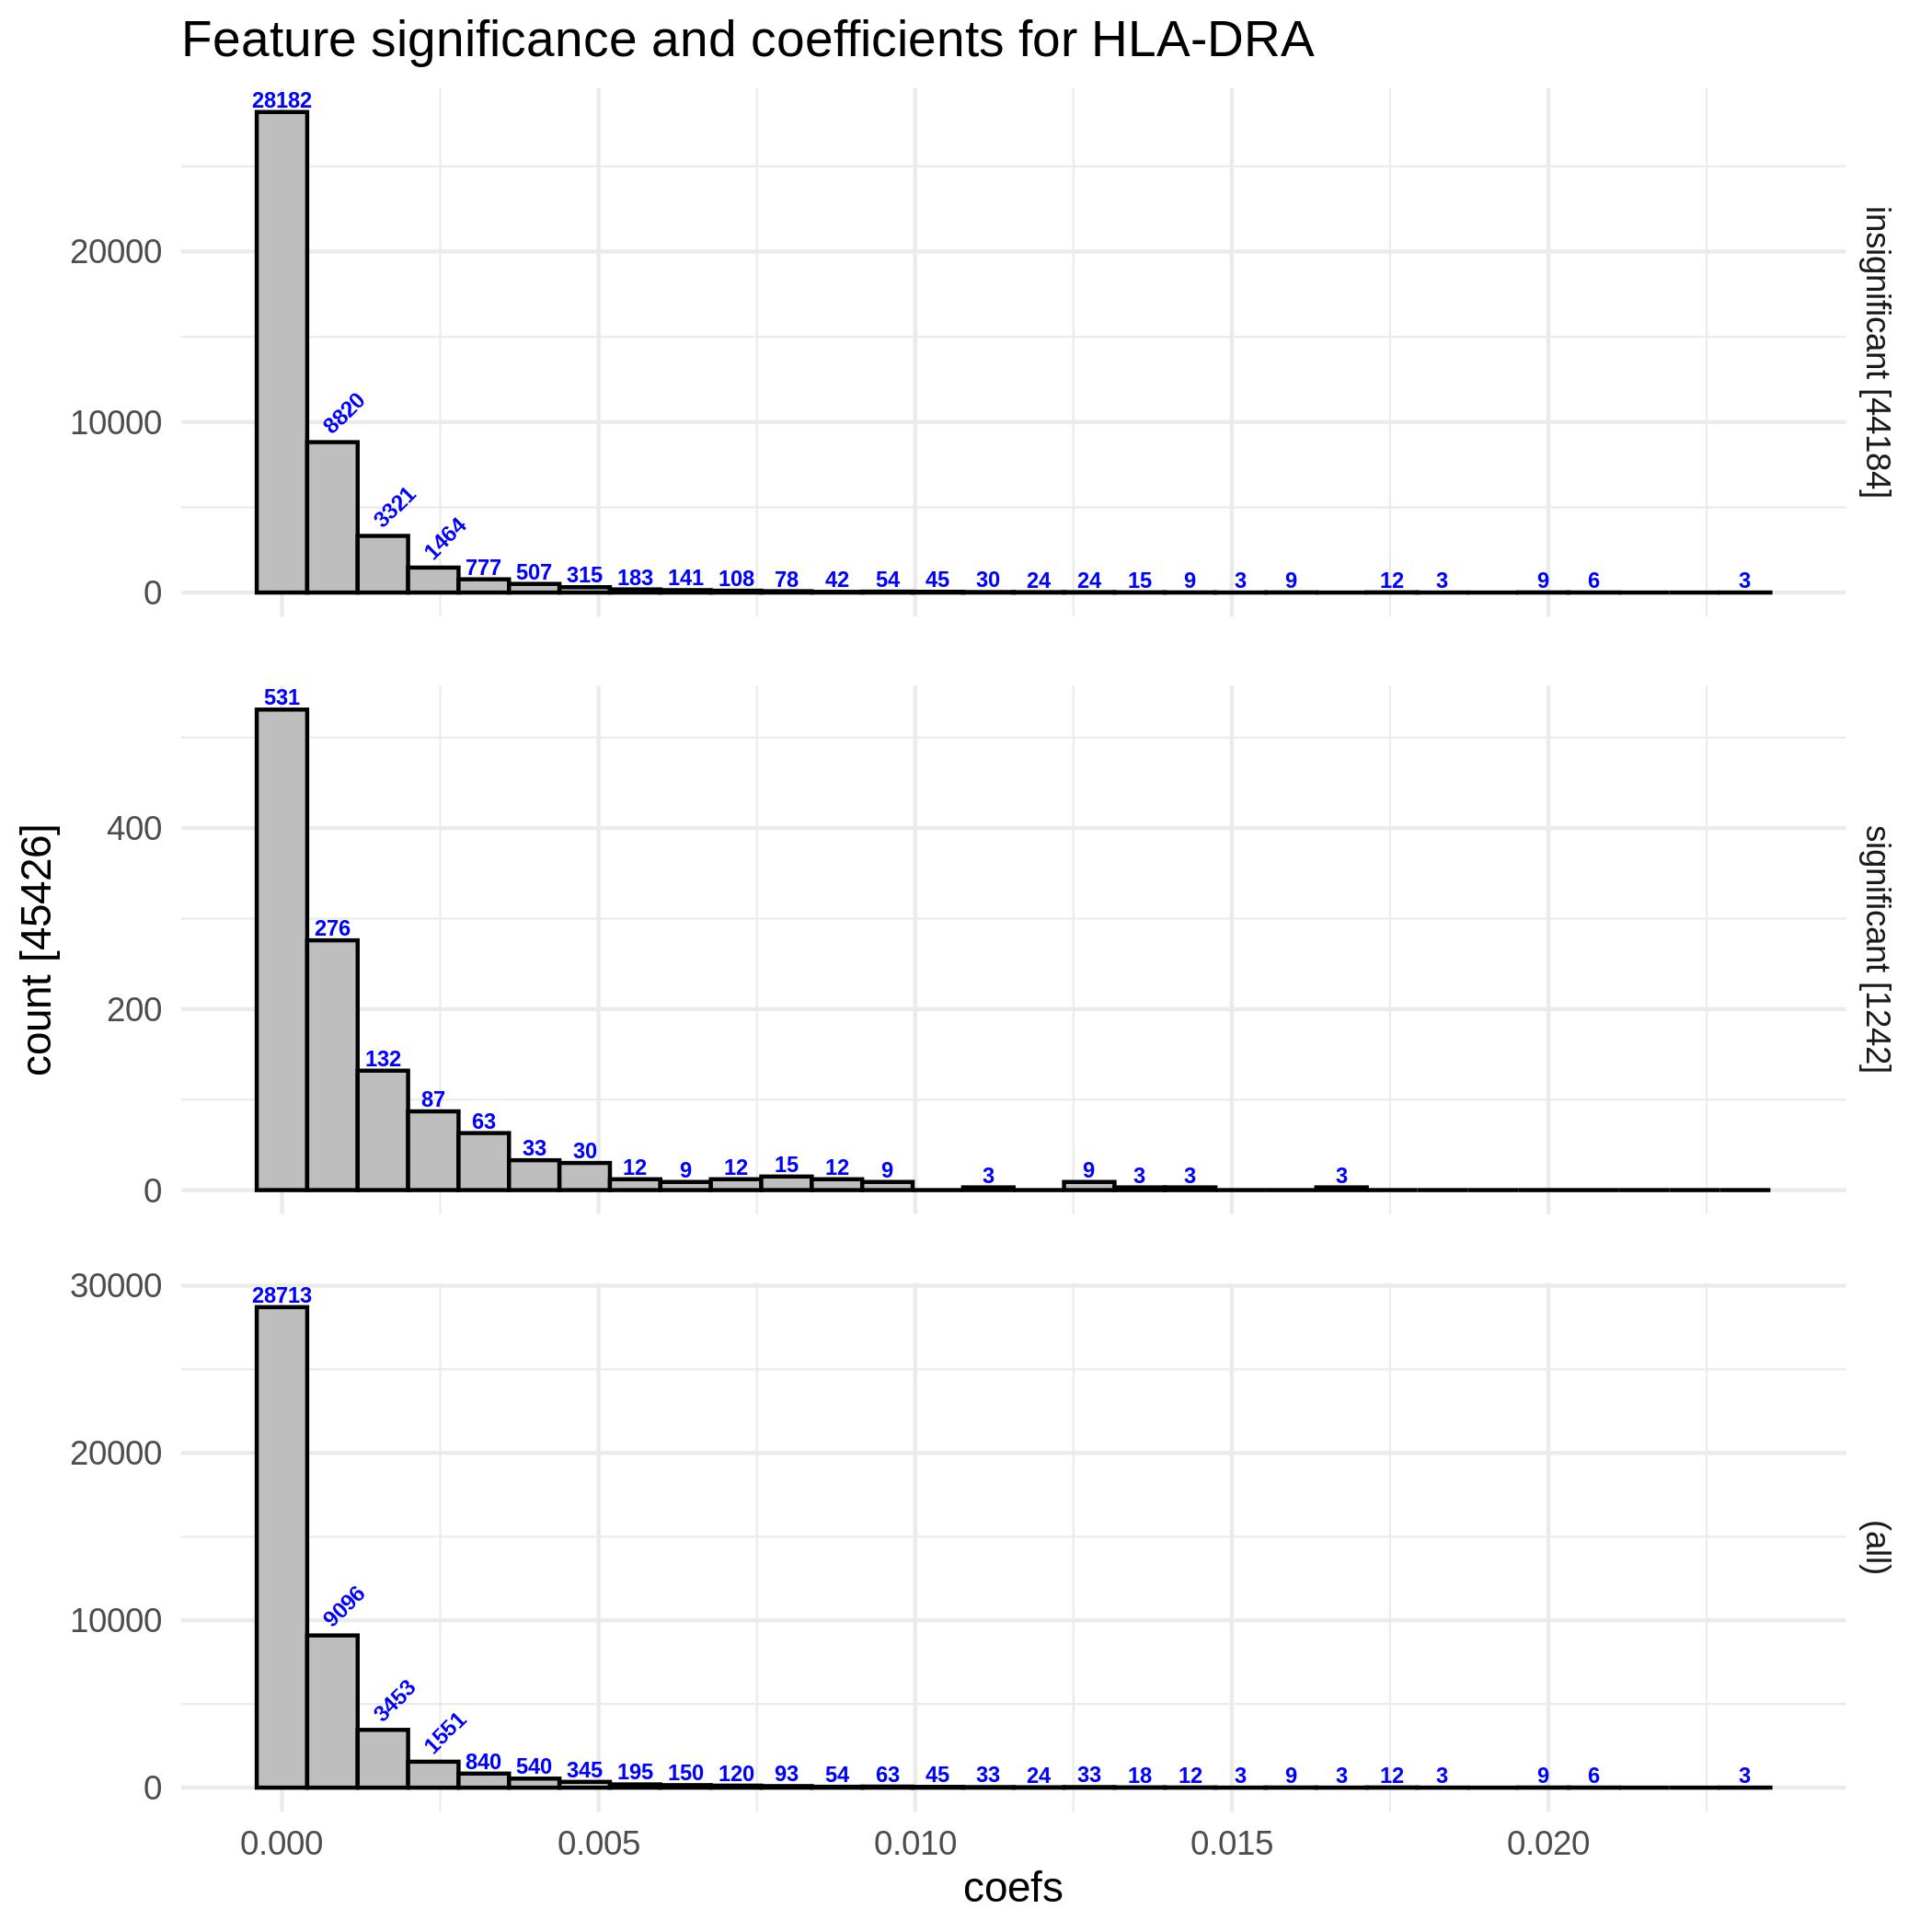 Feature significance and coefficients for HLA-DRA
28182
8820
3321
1464
777 507 315 183 141 108 78 42 54 45 30 24 24 15 9 3 9 12 3 9 6 3
20000
10000
0
insignificant [44184]
531
276
132
87
63
33 30
12 9 12 15 12 9 3 9 3 3 3
400
200
0
significant [1242]
count [45426]
28713
9096
3453
1551
840 540 345 195 150 120 93 54 63 45 33 24 33 18 12 3 9 3 12 3 9 6 3
30000
20000
10000
0
(all)
0.000 0.005 0.010 0.015 0.020
coefs